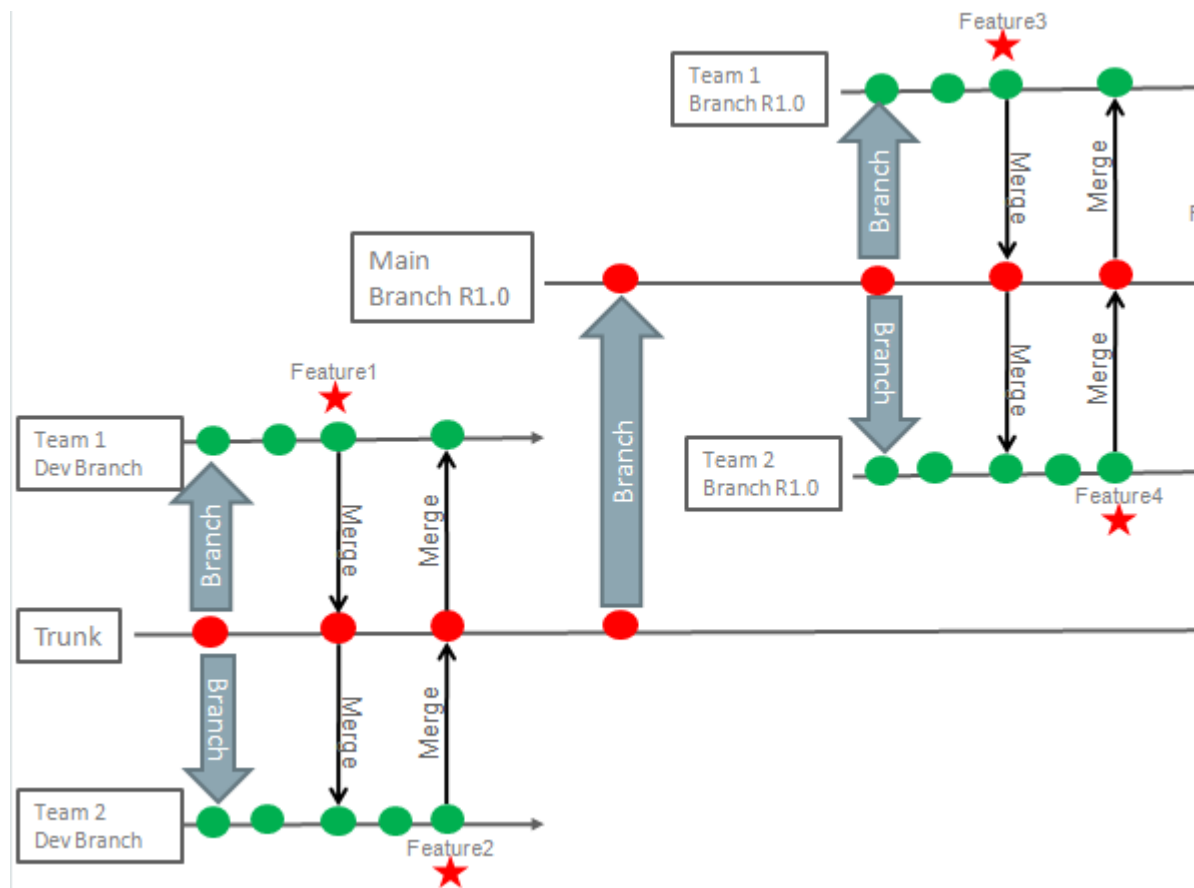 Feature3
Team 1
Branch R1.0
Branch
Merge
Merge
F
Main
Branch R1.0
Branch
Merge
Merge
Feature1
Team 1
Dev Branch
Branch
Team 2
Branch R1.0
Feature4
Branch
Merge
Merge
Trunk
Branch
Merge
Merge
Team 2
Dev Branch
Feature2